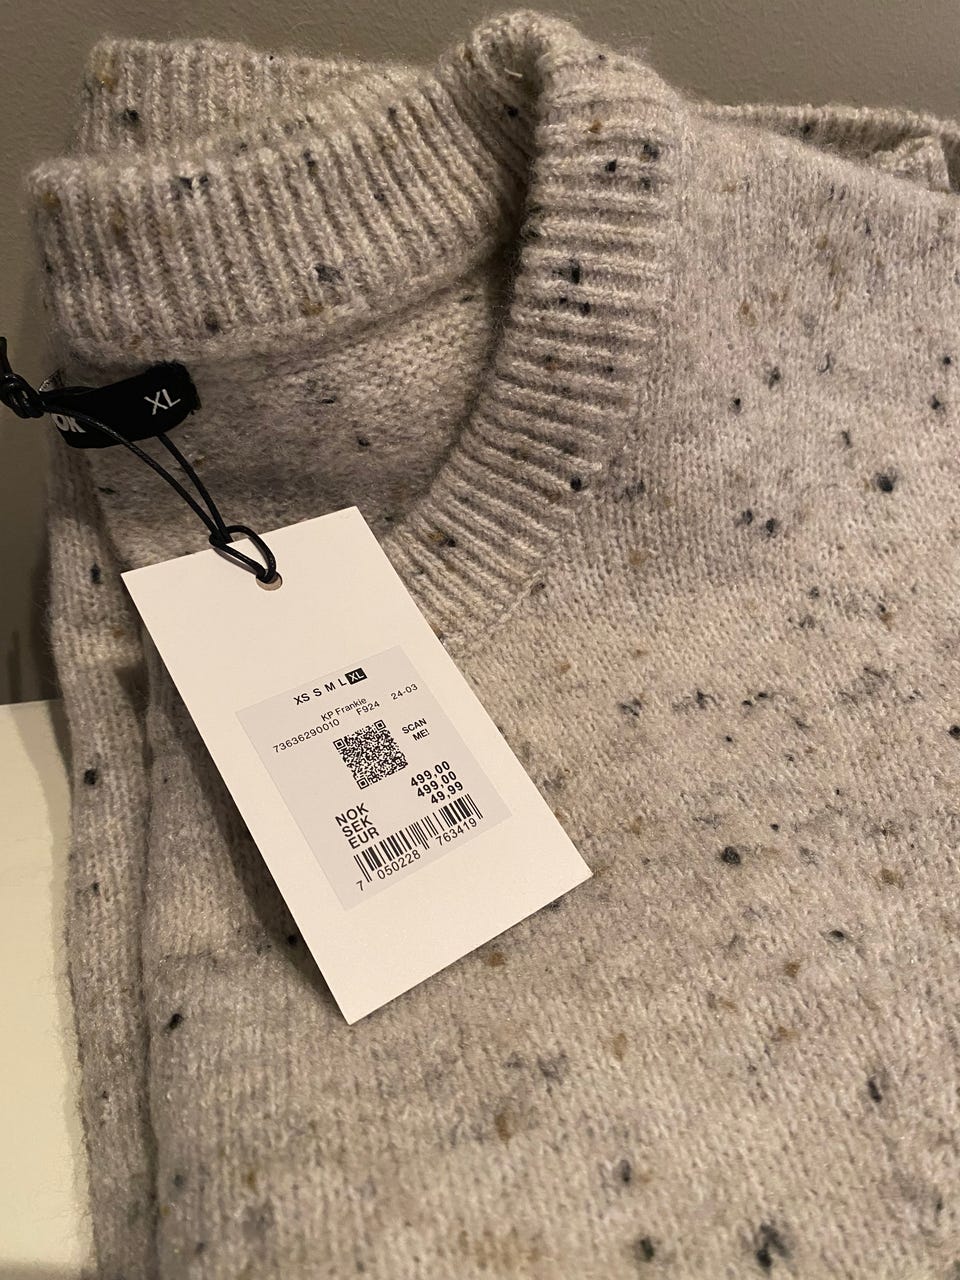 XL
XS S M L XL
KP Frankie
73636290010 F924 24-03
SCAN
ME!
NOK 499,00
SEK 499,00
EUR 49,99
7 050228 763419